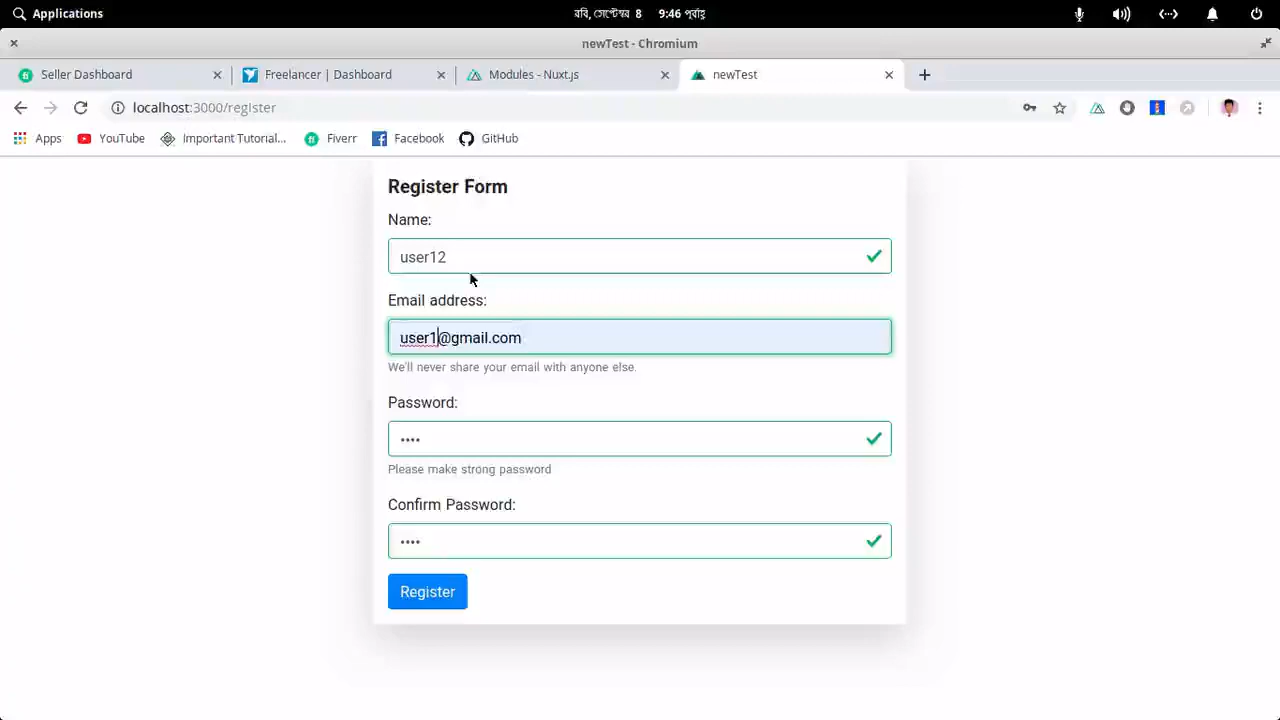 Applications
রবি, সেপ্টেম্বর 8 9:46 পূর্বাহ্ণ
newTest - Chromium
Seller Dashboard
Freelancer | Dashboard
Modules - Nuxt.js
newTest
localhost:3000/register
Apps
YouTube
Important Tutorial...
Fiverr
Facebook
GitHub
Register Form
Name:
user12
Email address:
user1@gmail.com
We'll never share your email with anyone else.
Password:
••••
Please make strong password
Confirm Password:
••••
Register